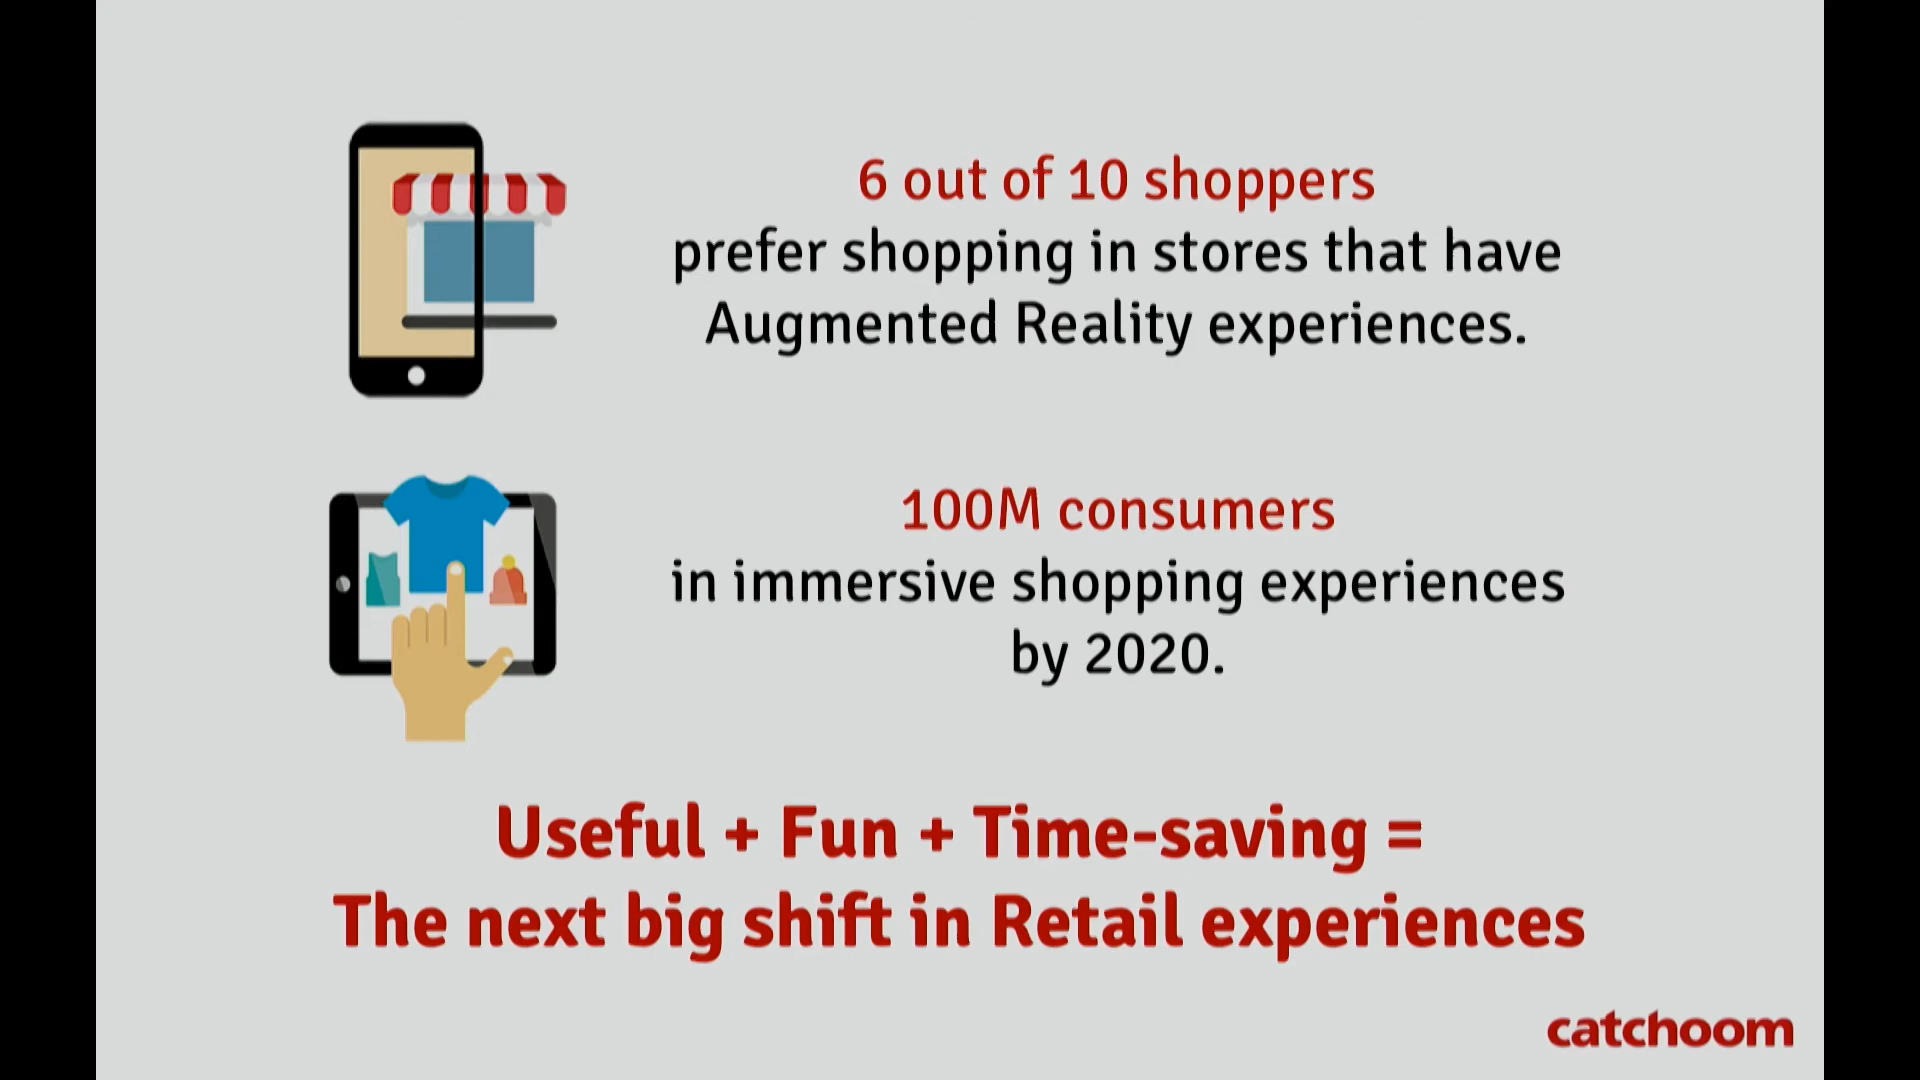 6 out of 10 shoppers
prefer shopping in stores that have
Augmented Reality experiences.
100M consumers
in immersive shopping experiences
by 2020.
Useful + Fun + Time-saving =
The next big shift in Retail experiences
catchoom